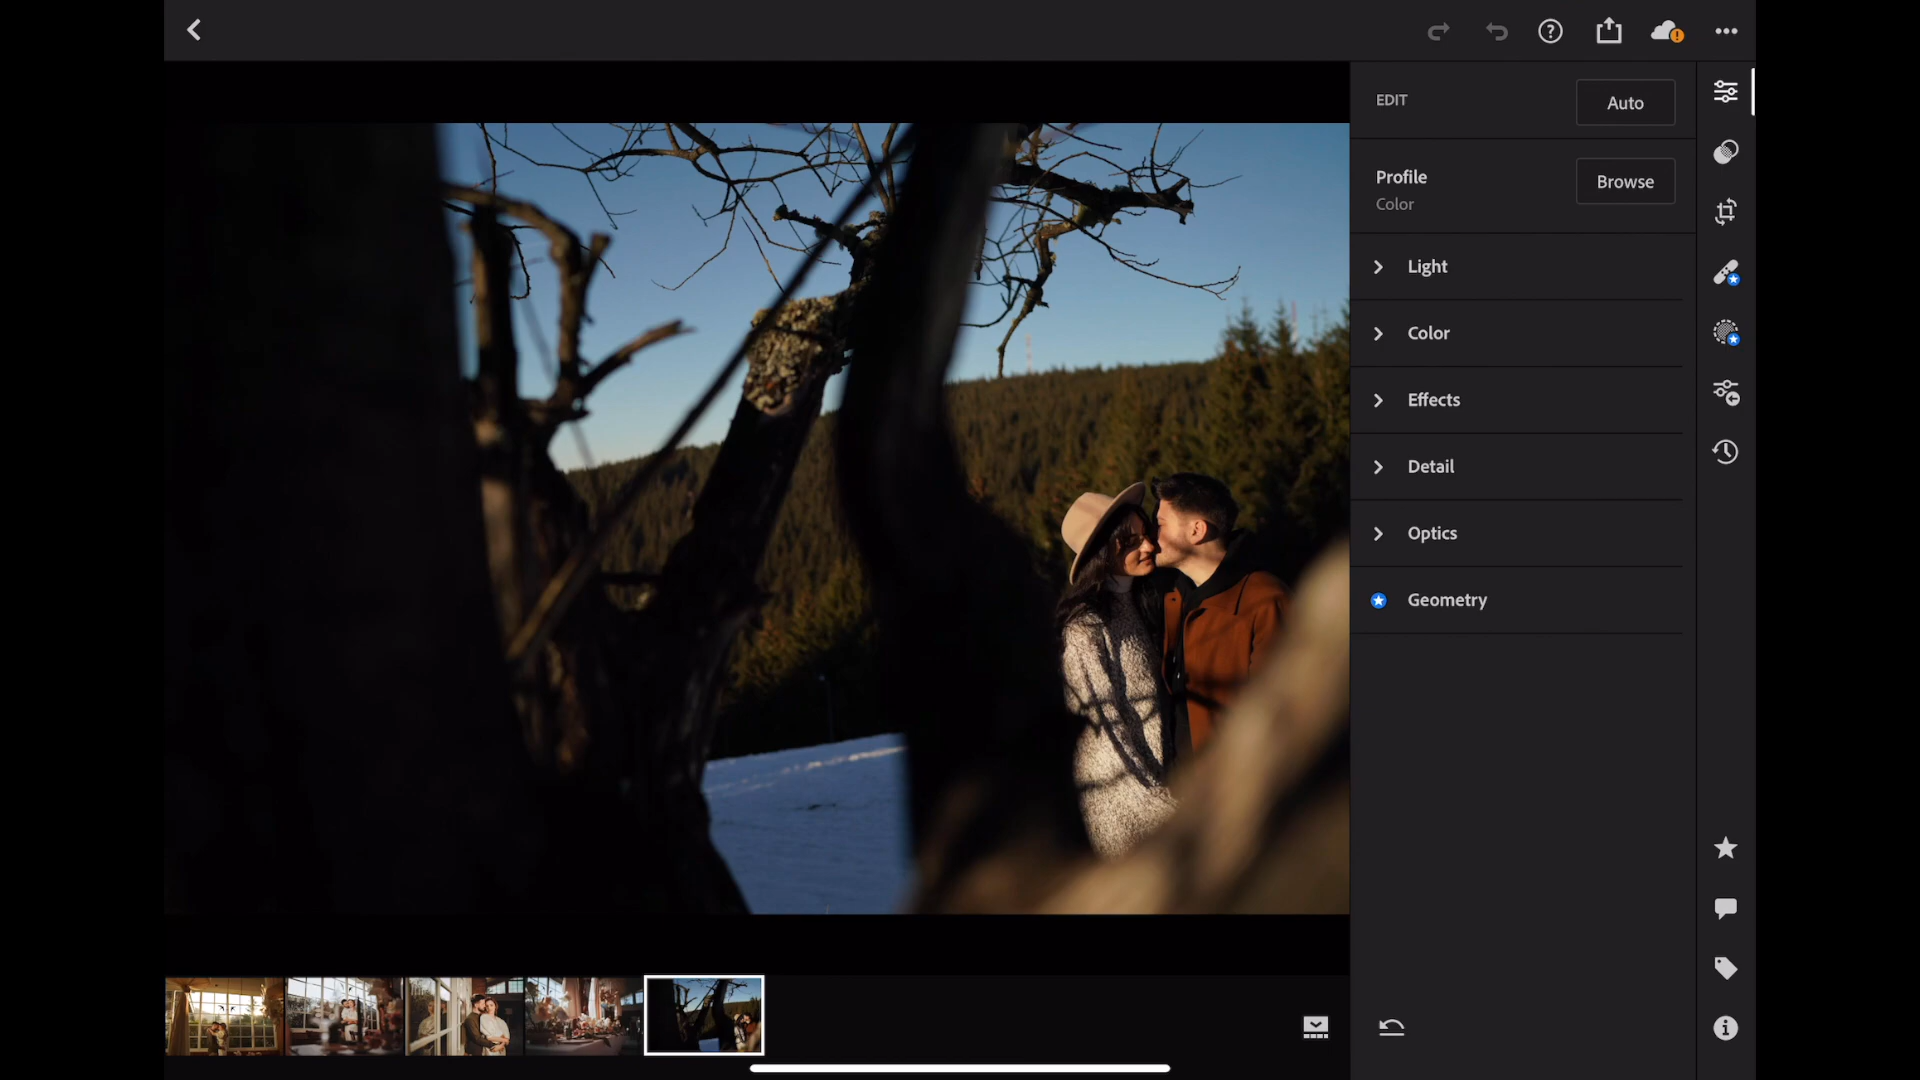 EDIT
Auto
Profile
Browse
Color
Light
Color
Effects
Detail
Optics
Geometry